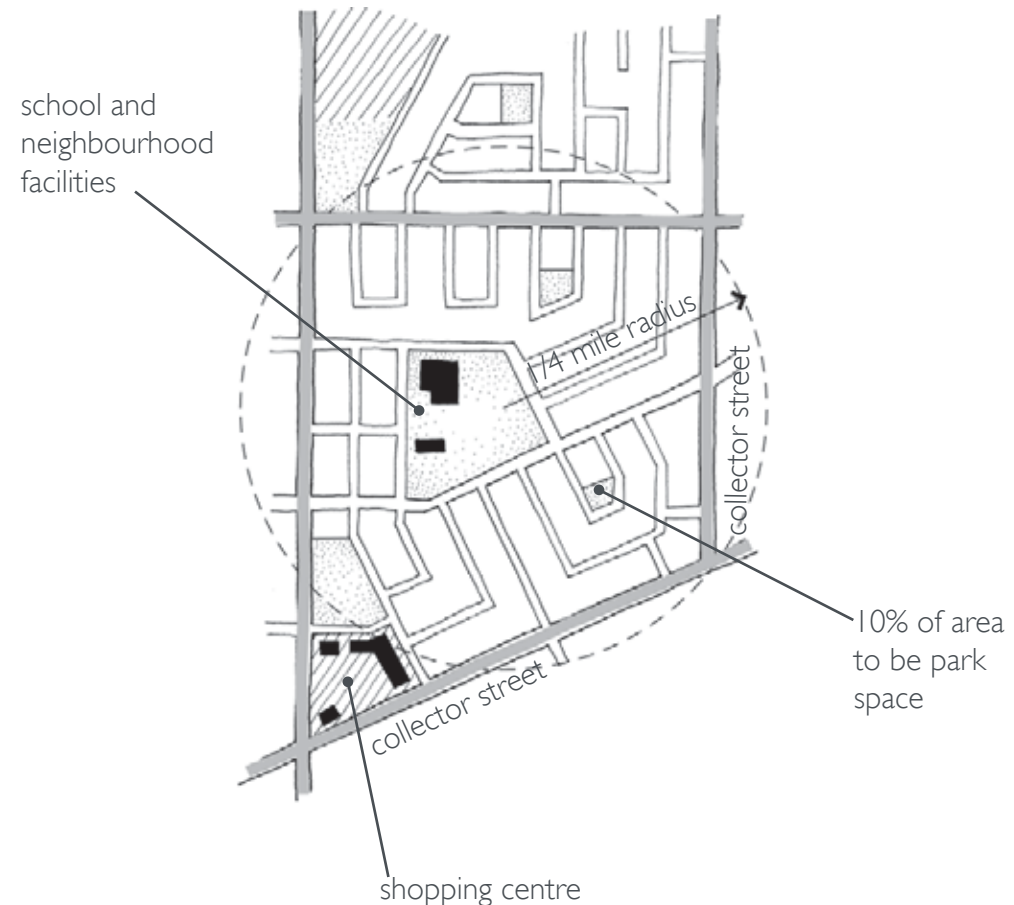 school and
neighbourhood
facilities
1/4 mile radius
collector street
collector street
10% of area
to be park
space
shopping centre